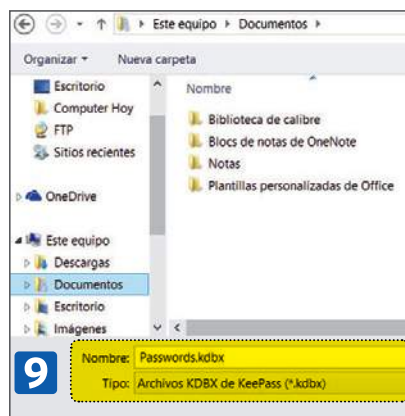 Este equipo Documentos
Organizar Nueva carpeta
Escritorio
Computer Hoy
FTP
Sitios recientes
OneDrive
Este equipo
Descargas
Documentos
Escritorio
Imágenes
Nombre
Biblioteca de calibre
Blocs de notas de OneNote
Notas
Plantillas personalizadas de Office
9
Nombre: Passwords.kdbx
Tipo: Archivos KDBX de KeePass (*.kdbx)